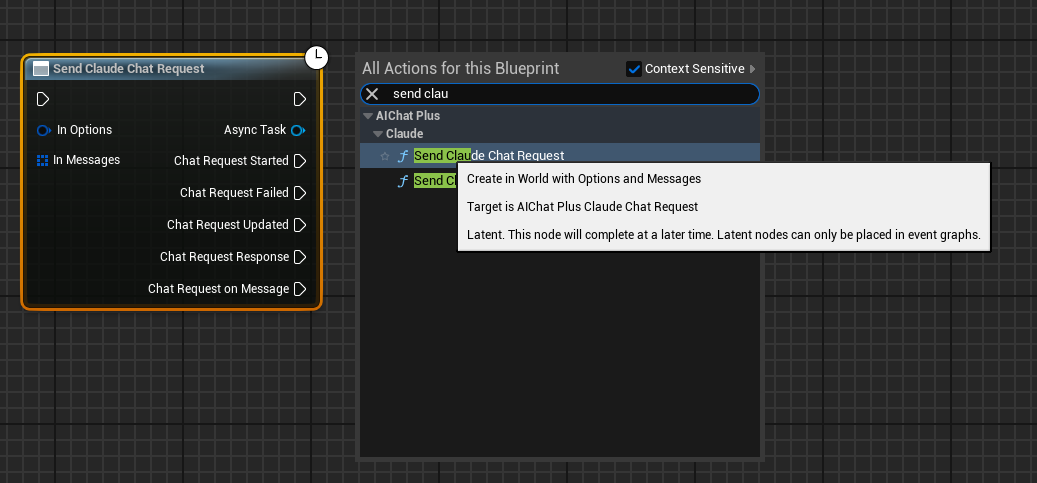 Send Claude Chat Request
In Options
Async Task
In Messages
Chat Request Started
Chat Request Failed
Chat Request Updated
Chat Request Response
Chat Request on Message
All Actions for this Blueprint
Context Sensitive
send clau
AIChat Plus
Claude
Send Claude Chat Request
Send Cl
Create in World with Options and Messages
Target is AIChat Plus Claude Chat Request
Latent. This node will complete at a later time. Latent nodes can only be placed in event graphs.